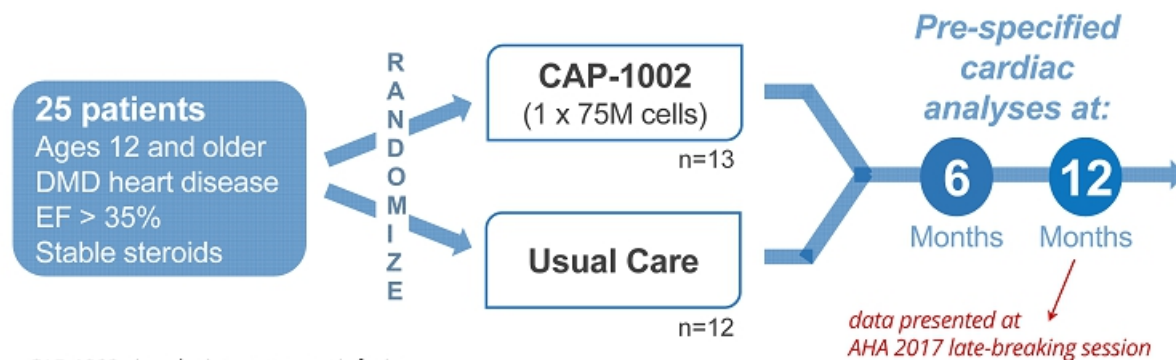 25 patients
Ages 12 and older
DMD heart disease
EF > 35%
Stable steroids
RANDOMIZE
CAP-1002
(1 x 75M cells)
n=13
Usual Care
n=12
Pre-specified
cardiac
analyses at:
6
Months
12
Months
data presented at
AHA 2017 late-breaking session